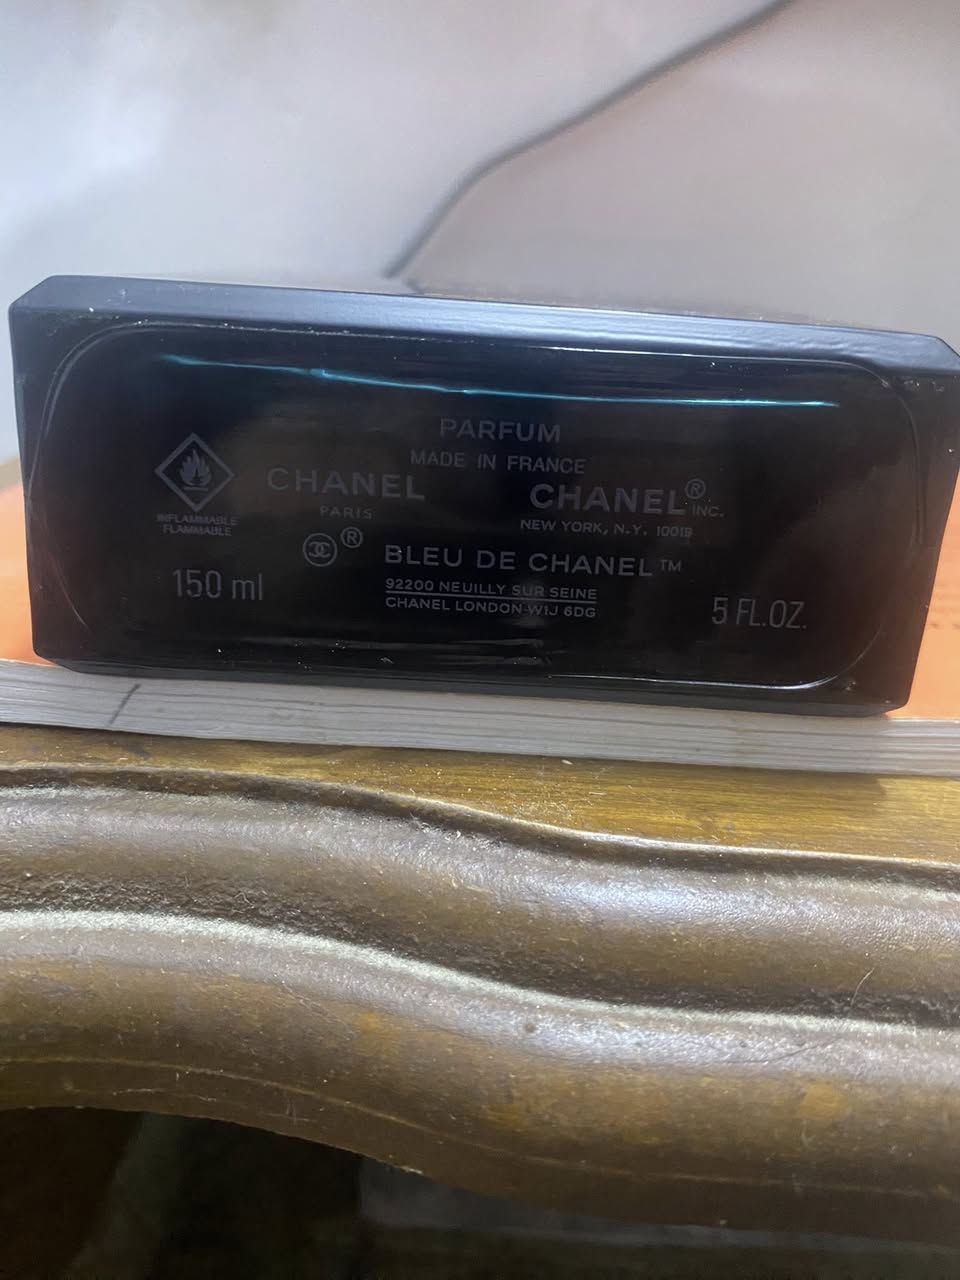 PARFUM
MADE IN FRANCE
CHANEL
PARIS
CHANEL® INC.
NEW YORK, N.Y. 10019
INFLAMMABLE
FLAMMABLE
®
BLEU DE CHANEL™
92200 NEUILLY SUR SEINE
CHANEL LONDON W1J 6DG
150 ml
5 FL.OZ.